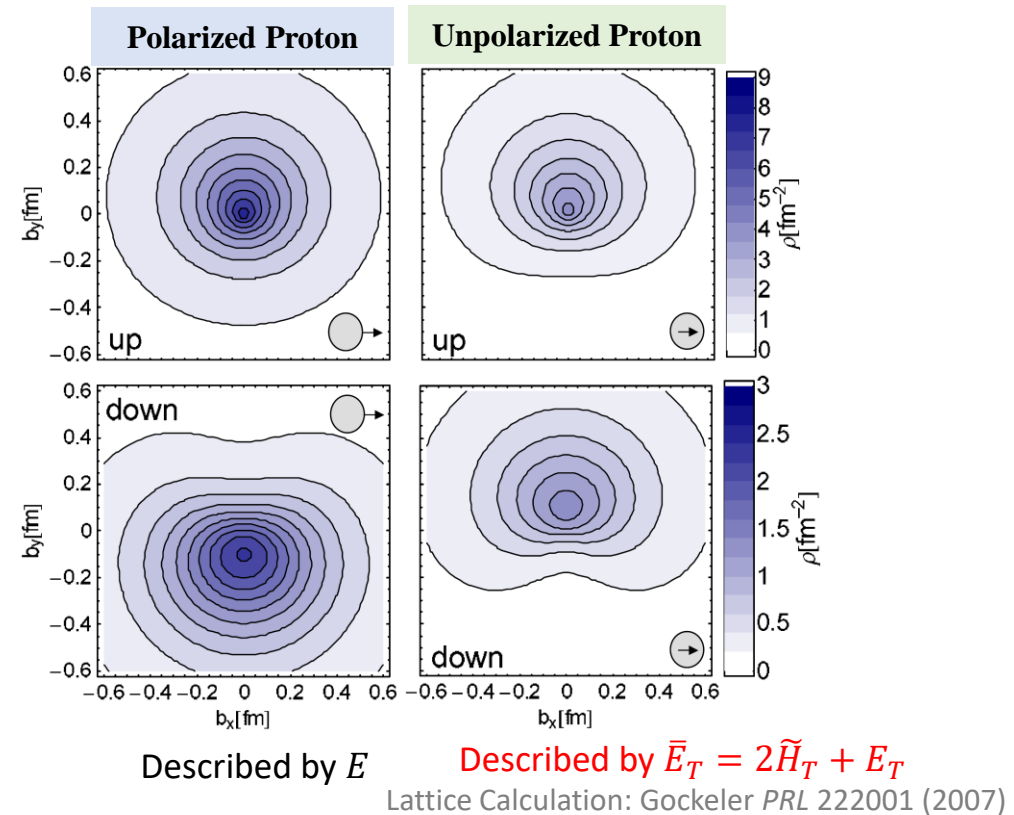 Polarized Proton
Unpolarized Proton
0.6
0.4
0.2
0
−0.2
−0.4
−0.6
b_y[fm]
up
up
9
8
7
6
5
4
3
2
1
0
ρ[fm⁻²]
0.6
0.4
0.2
0
−0.2
−0.4
−0.6
b_y[fm]
down
down
3
2.5
2
1.5
1
0.5
0
ρ[fm⁻²]
−0.6 −0.4 −0.2 0 0.2 0.4 0.6
b_x[fm]
−0.6 −0.4 −0.2 0 0.2 0.4 0.6
b_x[fm]
Described by E
Described by Ē_T = 2H̃_T + E_T
Lattice Calculation: Gockeler PRL 222001 (2007)